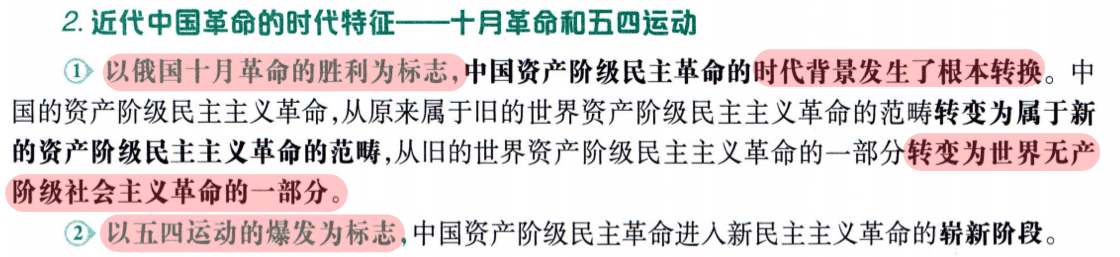 2. 近代中国革命的时代特征——十月革命和五四运动
① 以俄国十月革命的胜利为标志,中国资产阶级民主革命的时代背景发生了根本转换。中
国的资产阶级民主主义革命,从原来属于旧的世界资产阶级民主主义革命的范畴转变为属于新
的资产阶级民主主义革命的范畴,从旧的世界资产阶级民主主义革命的一部分转变为世界无产
阶级社会主义革命的一部分。
② 以五四运动的爆发为标志,中国资产阶级民主革命进入新民主主义革命的崭新阶段。